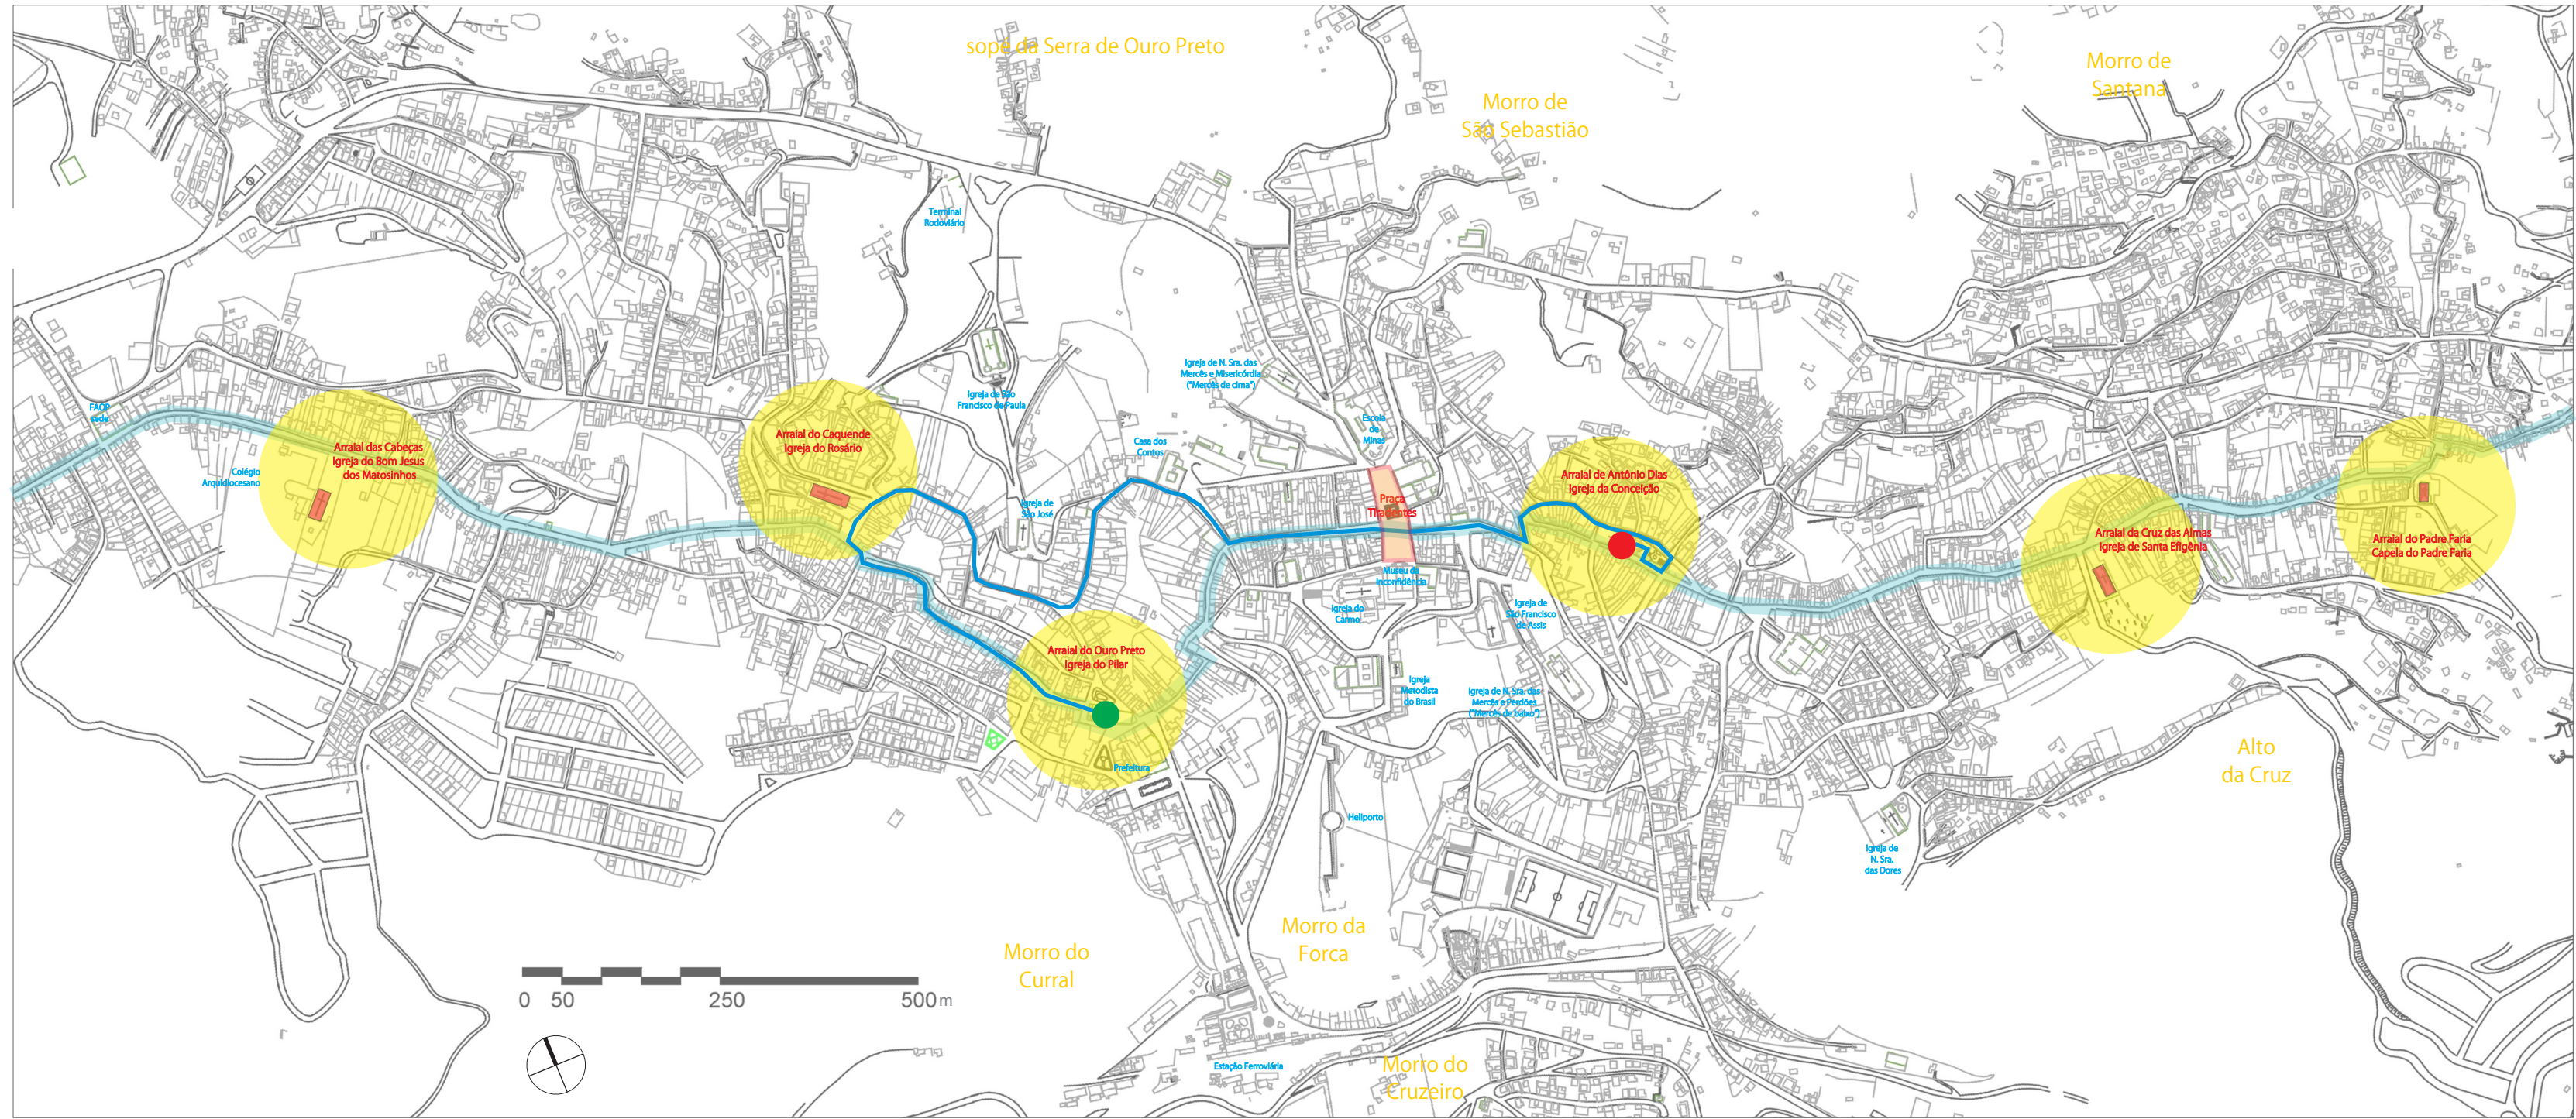 sopé da Serra de Ouro Preto
Morro de
Santana
Morro de
São Sebastião
Terminal
Rodoviário
Igreja de N. Sra. das
Mercês e Misericórdia
("Mercês de cima")
Igreja de São
Francisco de Paula
FAOP
sede
Escola
de
Minas
Arraial do Caquende
Igreja do Rosário
Casa dos
Contos
Arraial das Cabeças
Igreja do Bom Jesus
dos Matosinhos
Colégio
Arquidiocesano
Arraial de Antônio Dias
Igreja da Conceição
Praça
Tiradentes
Igreja de
São José
Arraial da Cruz das Almas
Igreja de Santa Efigênia
Arraial do Padre Faria
Capela do Padre Faria
Museu da
Inconfidência
Igreja do
Carmo
Igreja de
São Francisco
de Assis
Arraial do Ouro Preto
Igreja do Pilar
Igreja
Metodista
do Brasil
Igreja de N. Sra. das
Mercês e Perdões
("Mercês de baixo")
Prefeitura
Alto
da Cruz
Heliporto
Igreja de
N. Sra.
das Dores
Morro da
Forca
Morro do
Curral
0 50 250 500 m
Estação Ferroviária
Morro do
Cruzeiro